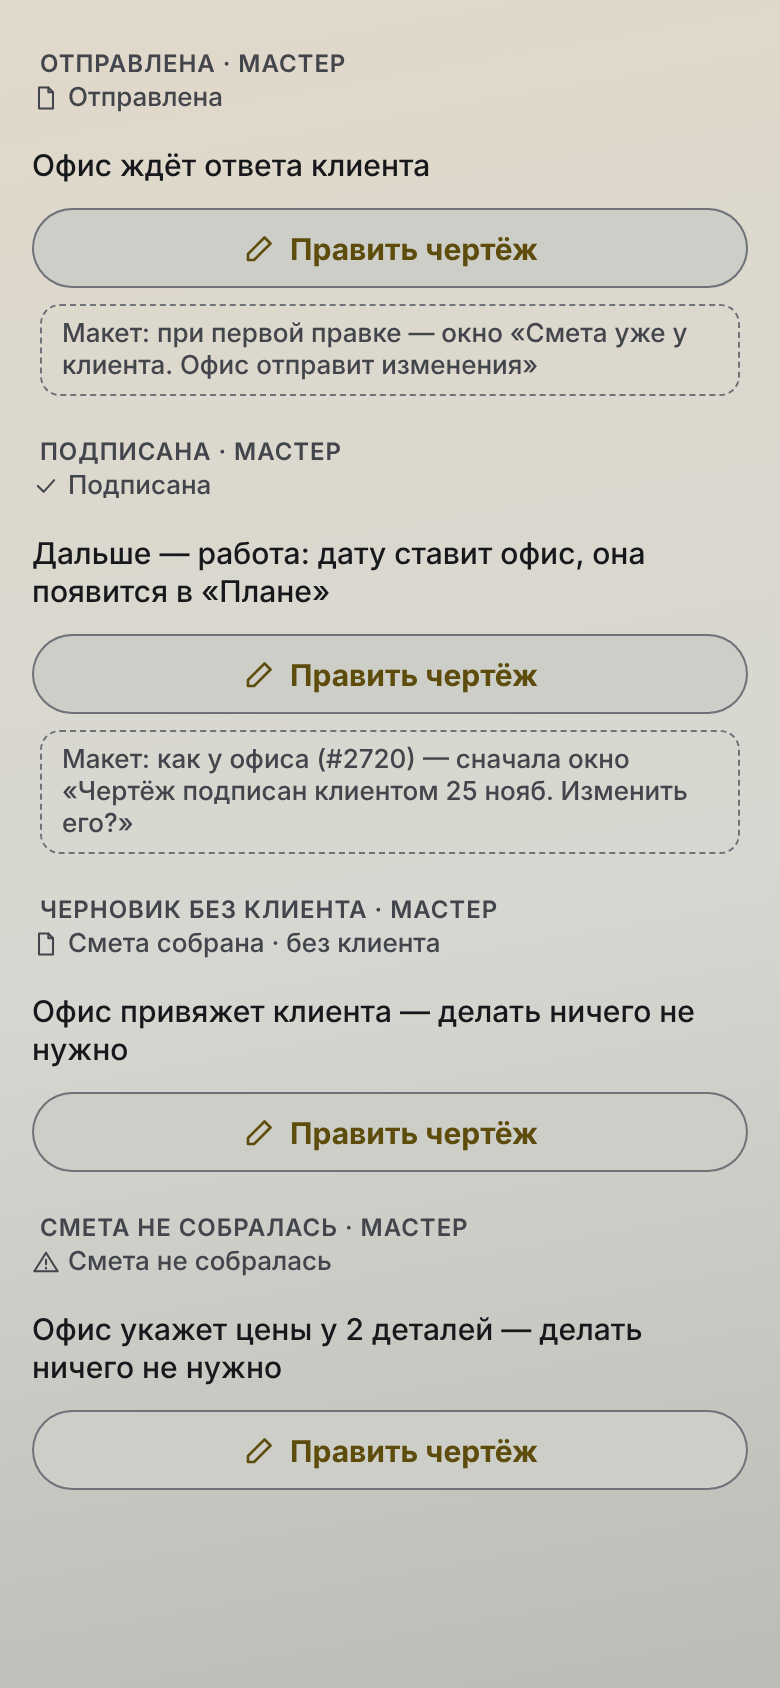 ОТПРАВЛЕНА · МАСТЕР
Отправлена
Офис ждёт ответа клиента
Править чертёж
Макет: при первой правке — окно «Смета уже у
клиента. Офис отправит изменения»
ПОДПИСАНА · МАСТЕР
Подписана
Дальше — работа: дату ставит офис, она
появится в «Плане»
Править чертёж
Макет: как у офиса (#2720) — сначала окно
«Чертёж подписан клиентом 25 нояб. Изменить
его?»
ЧЕРНОВИК БЕЗ КЛИЕНТА · МАСТЕР
Смета собрана · без клиента
Офис привяжет клиента — делать ничего не
нужно
Править чертёж
СМЕТА НЕ СОБРАЛАСЬ · МАСТЕР
Смета не собралась
Офис укажет цены у 2 деталей — делать
ничего не нужно
Править чертёж